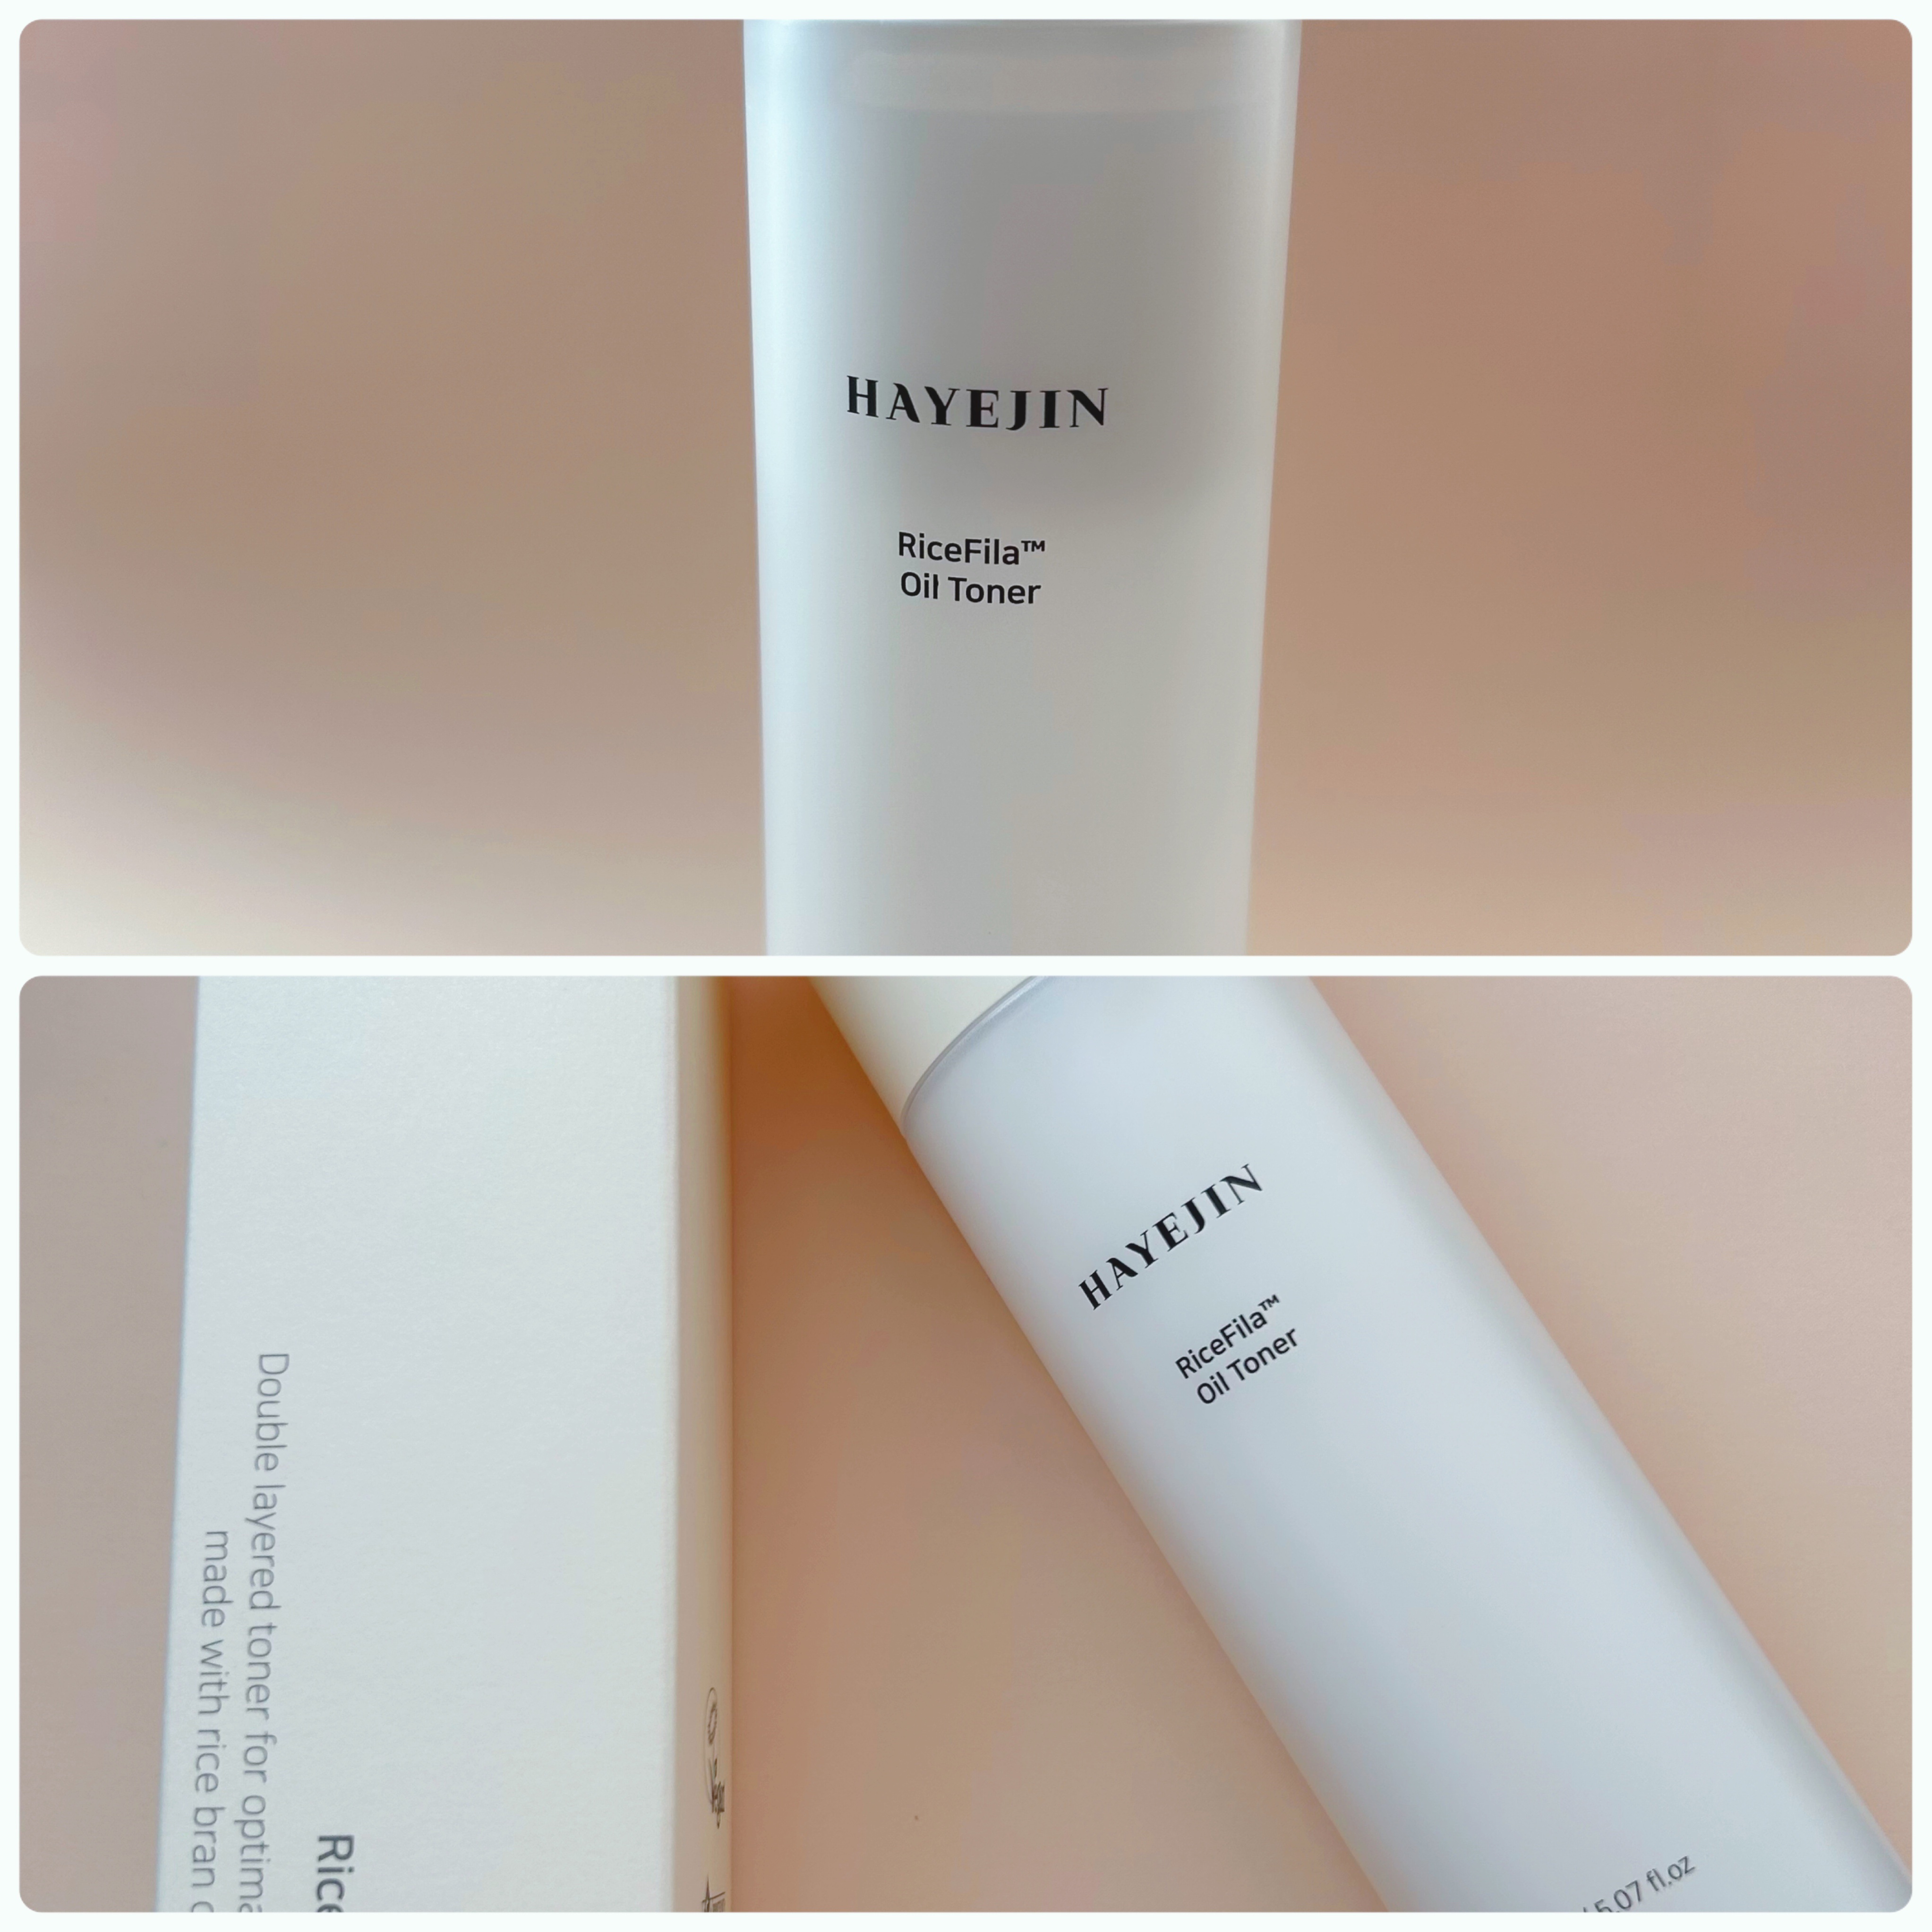 HAYEJIN
RiceFila™
Oil Toner
Rice
Double layered toner for optima
made with rice bran
HAYEJIN
RiceFila™
Oil Toner
5.07 fl.oz